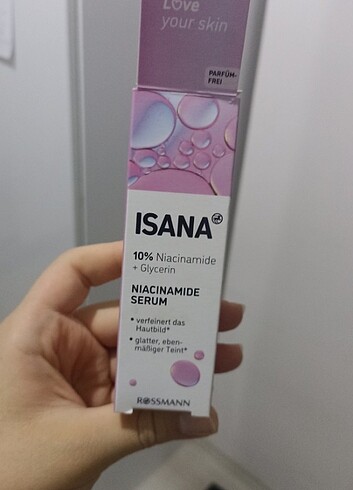 Love
your skin
PARFÜM-
FREI
ISANA
10% Niacinamide
+ Glycerin
NIACINAMIDE
SERUM
• verfeinert das
Hautbild*
• glatter, eben-
mäßiger Teint*
ROSSMANN